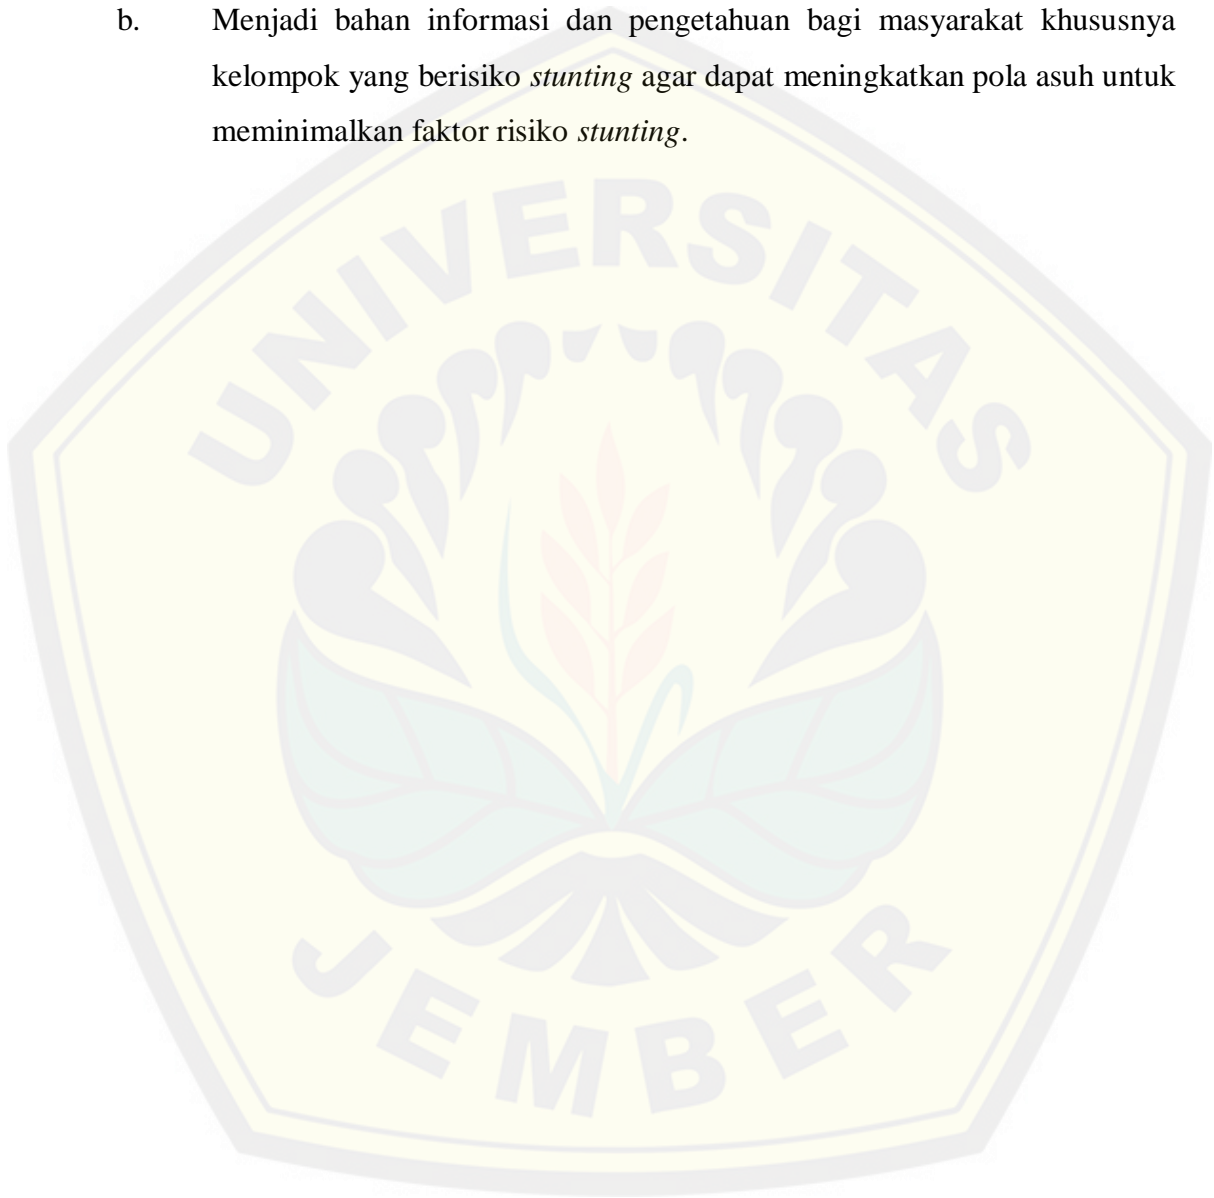 b. Menjadi bahan informasi dan pengetahuan bagi masyarakat khususnya
kelompok yang berisiko stunting agar dapat meningkatkan pola asuh untuk
meminimalkan faktor risiko stunting.
UNIVERSITAS
JEMBER